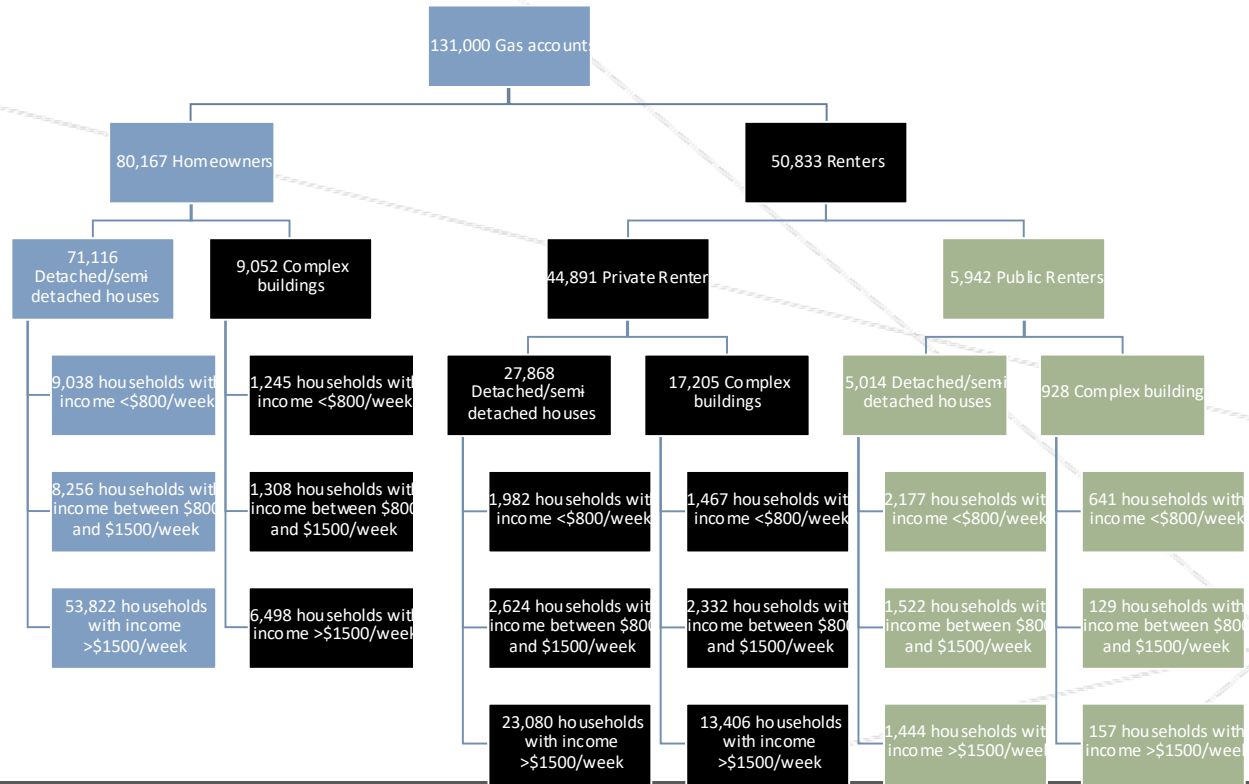 131,000 Gas accounts
80,167 Homeowners
50,833 Renters
71,116
Detached/semi-
detached houses
9,052 Complex
buildings
44,891 Private Renter
5,942 Public Renters
9,038 households with
income <$800/week
1,245 households with
income <$800/week
27,868
Detached/semi-
detached houses
17,205 Complex
buildings
5,014 Detached/semi-
detached houses
928 Complex building
8,256 households with
income between $800
and $1500/week
1,308 households with
income between $800
and $1500/week
1,982 households with
income <$800/week
1,467 households with
income <$800/week
2,177 households with
income <$800/week
641 households with
income <$800/week
53,822 households
with income
>$1500/week
6,498 households with
income >$1500/week
2,624 households with
income between $800
and $1500/week
2,332 households with
income between $800
and $1500/week
1,522 households with
income between $800
and $1500/week
129 households with
income between $800
and $1500/week
23,080 households
with income
>$1500/week
13,406 households
with income
>$1500/week
1,444 households with
income >$1500/week
157 households with
income >$1500/week